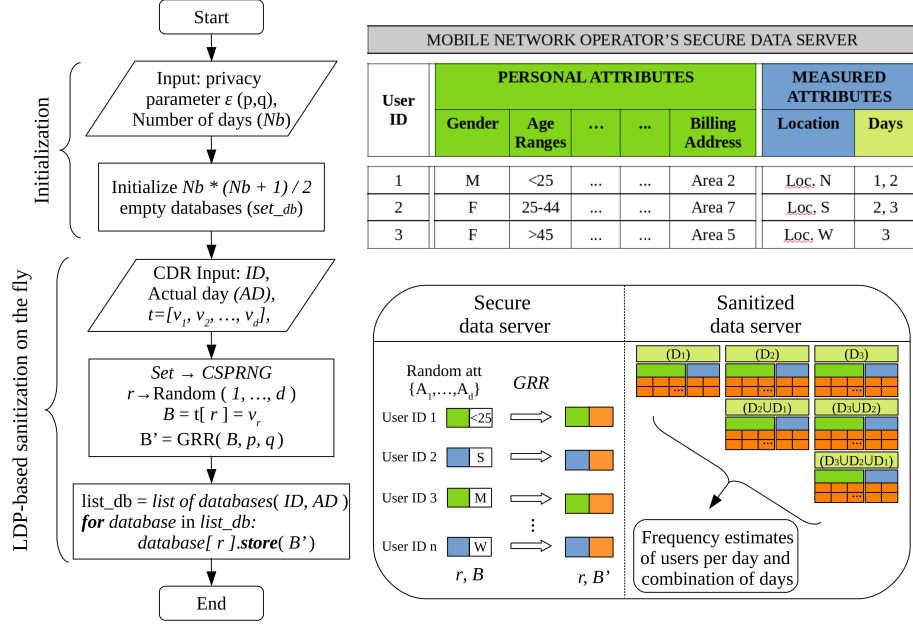 Start
Input: privacy
parameter ε (p,q)
Number of days (Nb)
Initialize Nb * (Nb + 1) / 2
empty databases (set_db)
Initialization
CDR Input: ID,
Actual day (AD),
t=[v1, v2, …, vd],
Set → CSPRNG
r→Random ( 1, …, d )
B = t[ r ] = vr
B’ = GRR( B, p, q )
list_db = list of databases( ID, AD )
for database in list_db:
database[ r ].store( B’ )
LDP-based sanitization on the fly
End
MOBILE NETWORK OPERATOR’S SECURE DATA SERVER
User
ID
PERSONAL ATTRIBUTES
MEASURED
ATTRIBUTES
Gender Age Ranges … ... Billing Address Location Days
1 M <25 ... ... Area 2 Loc. N 1, 2
2 F 25-44 ... ... Area 7 Loc. S 2, 3
3 F >45 ... ... Area 5 Loc. W 3
Secure
data server
Random att
{A1,…,Ad}
GRR
User ID 1 <25
User ID 2 S
User ID 3 M
⋮
User ID n W
r, B r, B’
Sanitized
data server
(D1) (D2) (D3)
... ... ...
(D2UD1) (D3UD2)
... ...
(D3UD2UD1)
...
Frequency estimates
of users per day and
combination of days